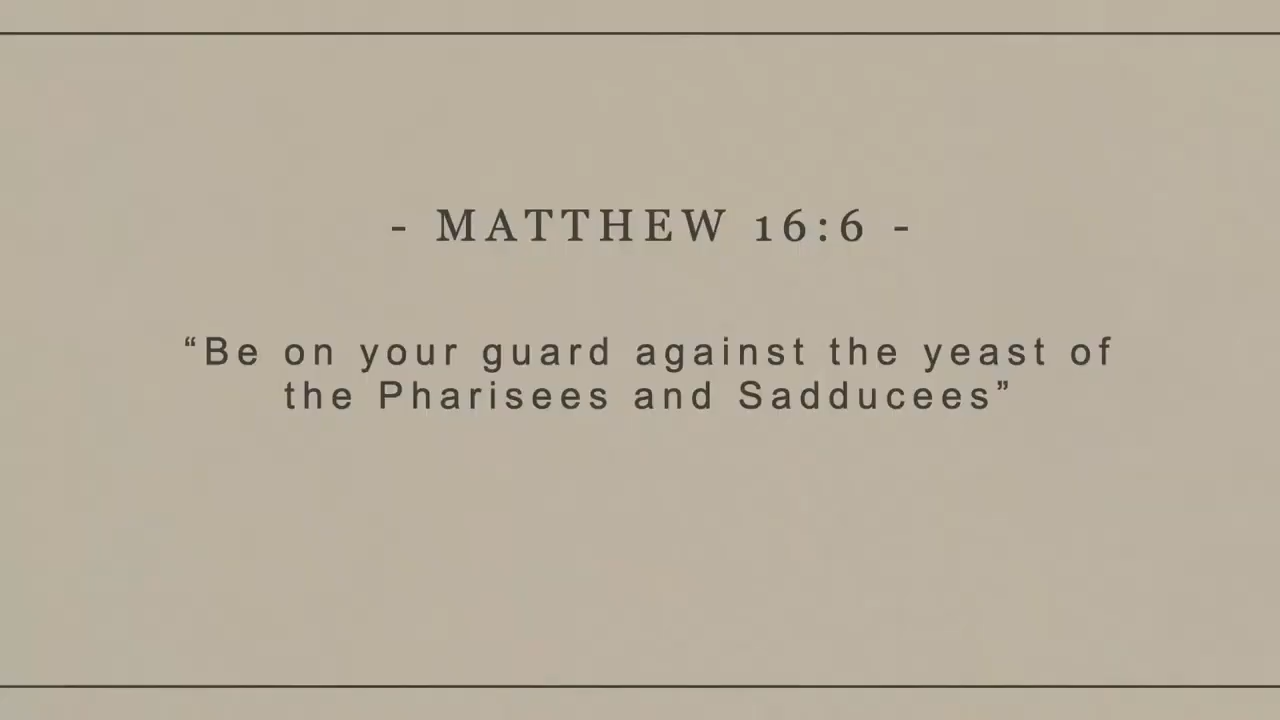 - MATTHEW 16:6 -
“Be on your guard against the yeast of
the Pharisees and Sadducees”